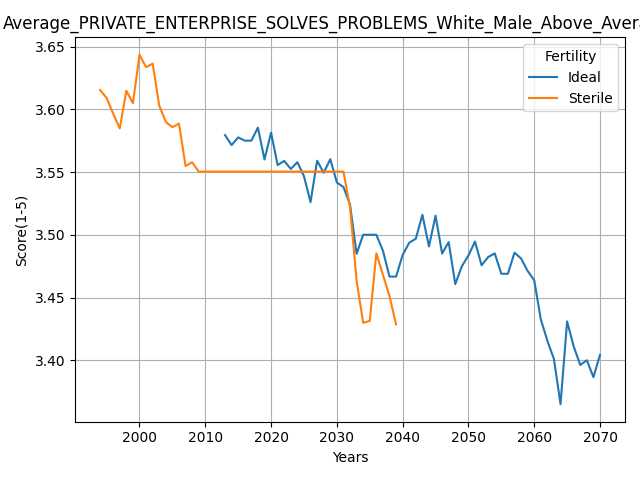 Average_PRIVATE_ENTERPRISE_SOLVES_PROBLEMS_White_Male_Above_Avera
Fertility
Ideal
Sterile
Score(1-5)
3.65
3.60
3.55
3.50
3.45
3.40
2000 2010 2020 2030 2040 2050 2060 2070
Years